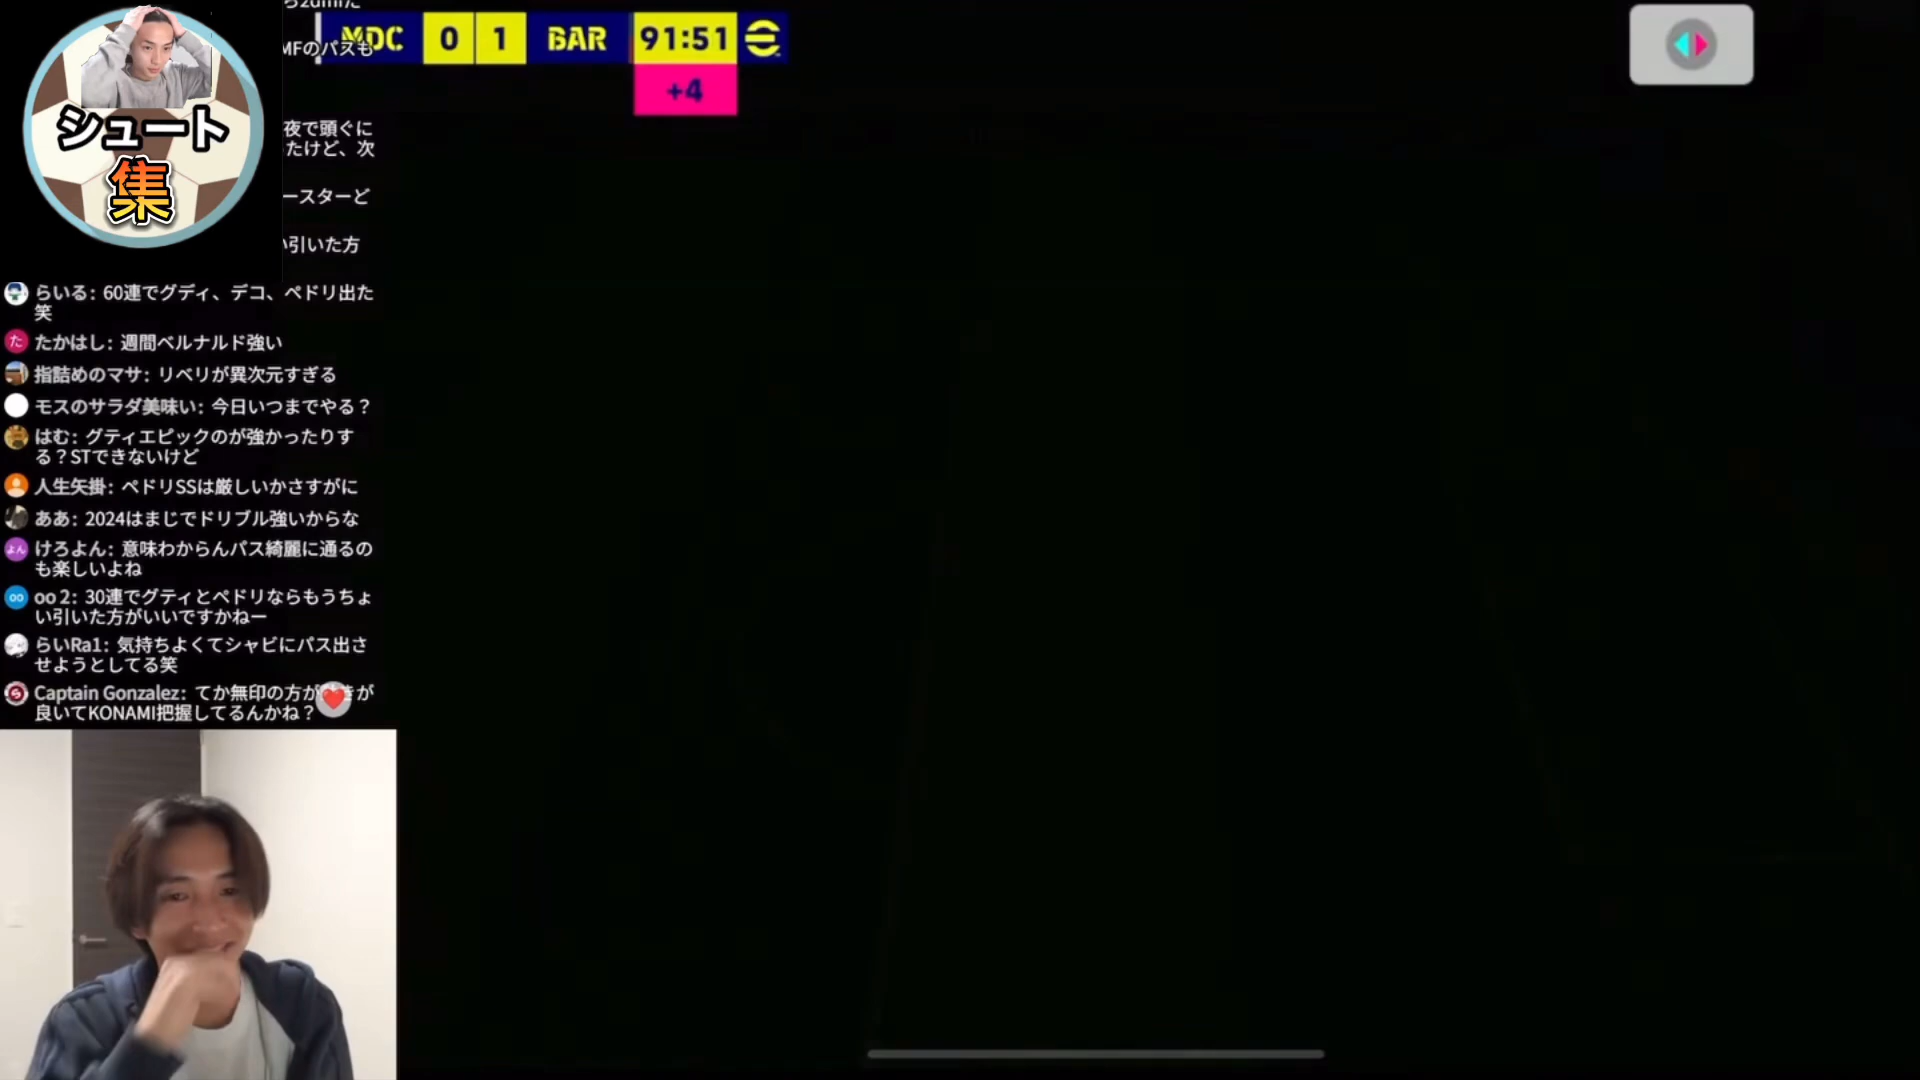 MDC 0 1 BAR 91:51
+4
シュート
集
MFのパスも
夜で頭ぐに
たけど、次
ースターど
い引いた方
らいる: 60連でグディ、デコ、ペドリ出た
笑
た たかはし: 週間ベルナルド強い
指詰めのマサ: リベリが異次元すぎる
モスのサラダ美味い: 今日いつまでやる?
はむ: グティエピックのが強かったりす
る?STできないけど
人生矢掛: ペドリSSは厳しいかさすがに
ああ: 2024はまじでドリブル強いからな
よん けろよん: 意味わからんパス綺麗に通るの
も楽しいよね
oo oo 2: 30連でグティとペドリならもうちょ
い引いた方がいいですかねー
らいRa1: 気持ちよくてシャビにパス出さ
せようとしてる笑
Captain Gonzalez: てか無印の方が きが
良いてKONAMI把握してるんかね?